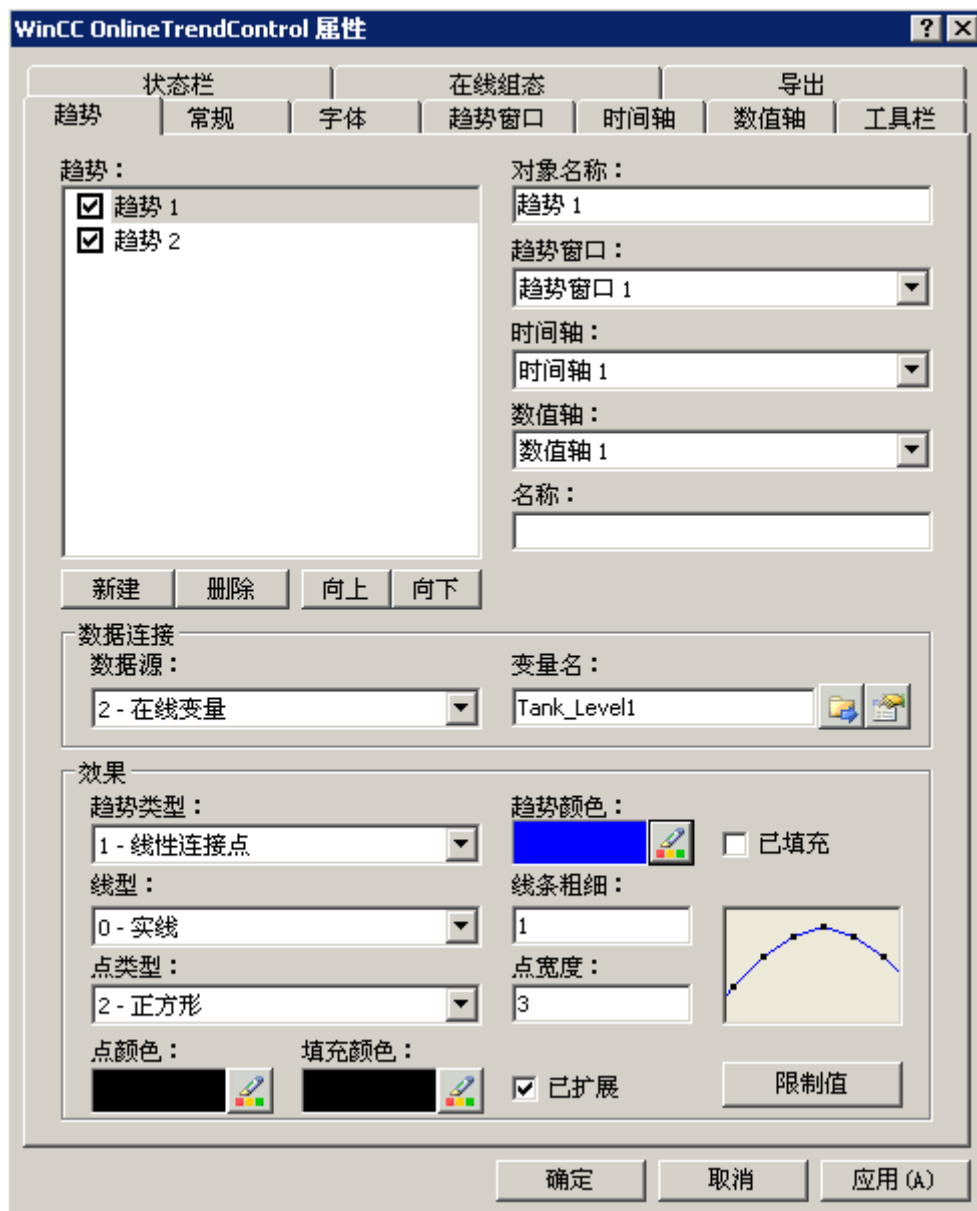 WinCC OnlineTrendControl 属性
状态栏 在线组态 导出
趋势 常规 字体 趋势窗口 时间轴 数值轴 工具栏
趋势：
趋势 1
趋势 2
对象名称：
趋势 1
趋势窗口：
趋势窗口 1
时间轴：
时间轴 1
数值轴：
数值轴 1
名称：
新建 删除 向上 向下
数据连接
数据源： 变量名：
2 - 在线变量 Tank_Level1
效果
趋势类型： 趋势颜色：
1 - 线性连接点 已填充
线型： 线条粗细：
0 - 实线 1
点类型： 点宽度：
2 - 正方形 3
点颜色： 填充颜色：
已扩展 限制值
确定 取消 应用(A)